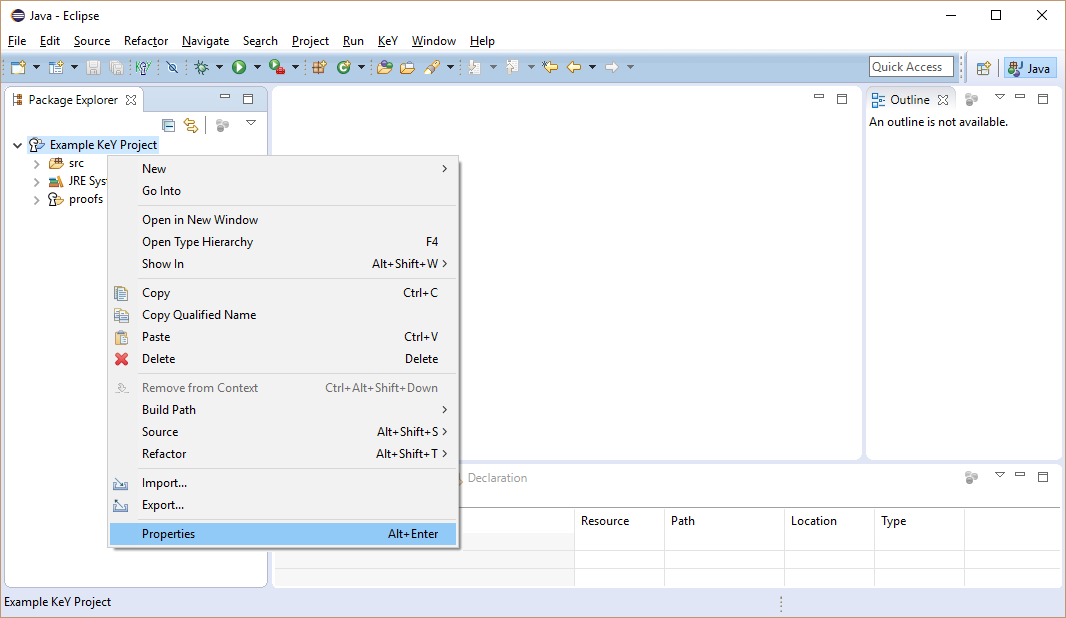 Java - Eclipse
File Edit Source Refactor Navigate Search Project Run KeY Window Help
Quick Access Java
Package Explorer
Outline
An outline is not available.
Example KeY Project
src
JRE Sys
proofs
New
Go Into
Open in New Window
Open Type Hierarchy F4
Show In Alt+Shift+W
Copy Ctrl+C
Copy Qualified Name
Paste Ctrl+V
Delete Delete
Remove from Context Ctrl+Alt+Shift+Down
Build Path
Source Alt+Shift+S
Refactor Alt+Shift+T
Import...
Export...
Properties Alt+Enter
Declaration
Resource Path Location Type
Example KeY Project